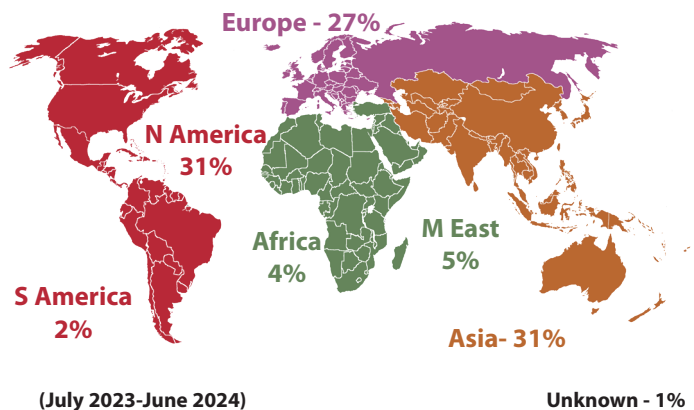 Europe - 27%
N America
31%
Africa
4%
M East
5%
S America
2%
Asia- 31%
(July 2023-June 2024)
Unknown - 1%